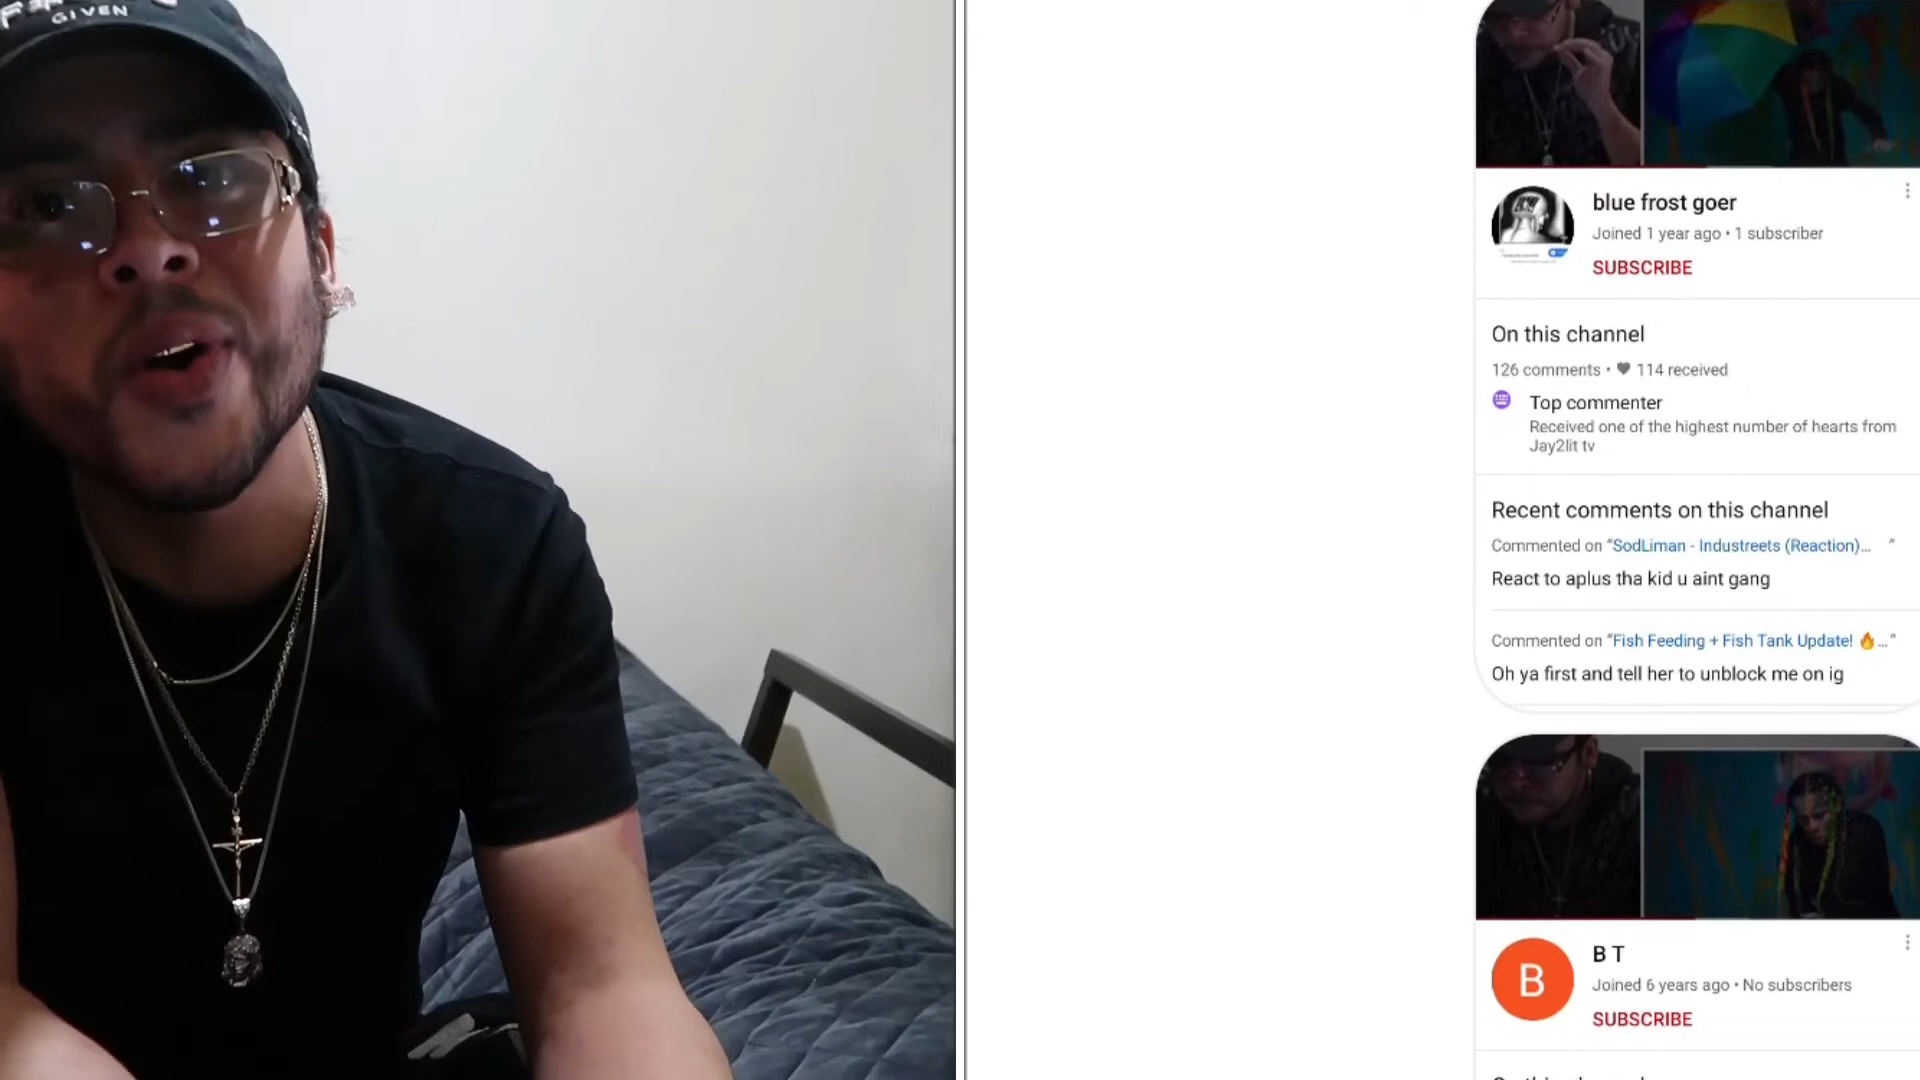 GIVEN
blue frost goer
Joined 1 year ago • 1 subscriber
SUBSCRIBE
On this channel
126 comments • ♥ 114 received
Top commenter
Received one of the highest number of hearts from
Jay2lit tv
Recent comments on this channel
Commented on “SodLiman - Industreets (Reaction)... ”
React to aplus tha kid u aint gang
Commented on “Fish Feeding + Fish Tank Update! 🔥...”
Oh ya first and tell her to unblock me on ig
B
B T
Joined 6 years ago • No subscribers
SUBSCRIBE